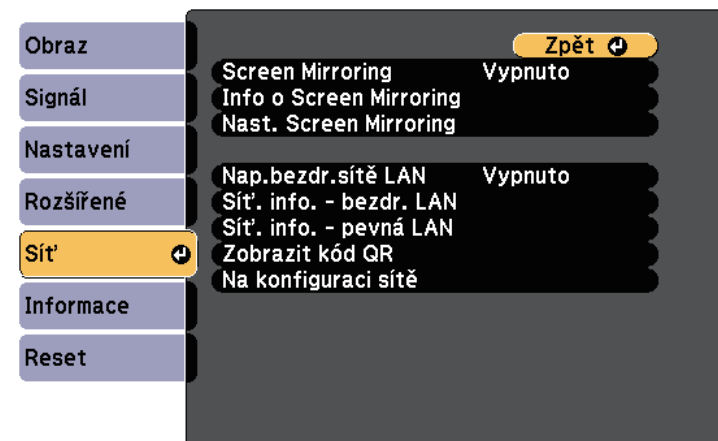 Obraz
Signál
Nastavení
Rozšířené
Síť
Informace
Reset
Zpět
Screen Mirroring Vypnuto
Info o Screen Mirroring
Nast. Screen Mirroring
Nap.bezdr.sítě LAN Vypnuto
Síť. info. - bezdr. LAN
Síť. info. - pevná LAN
Zobrazit kód QR
Na konfiguraci sítě